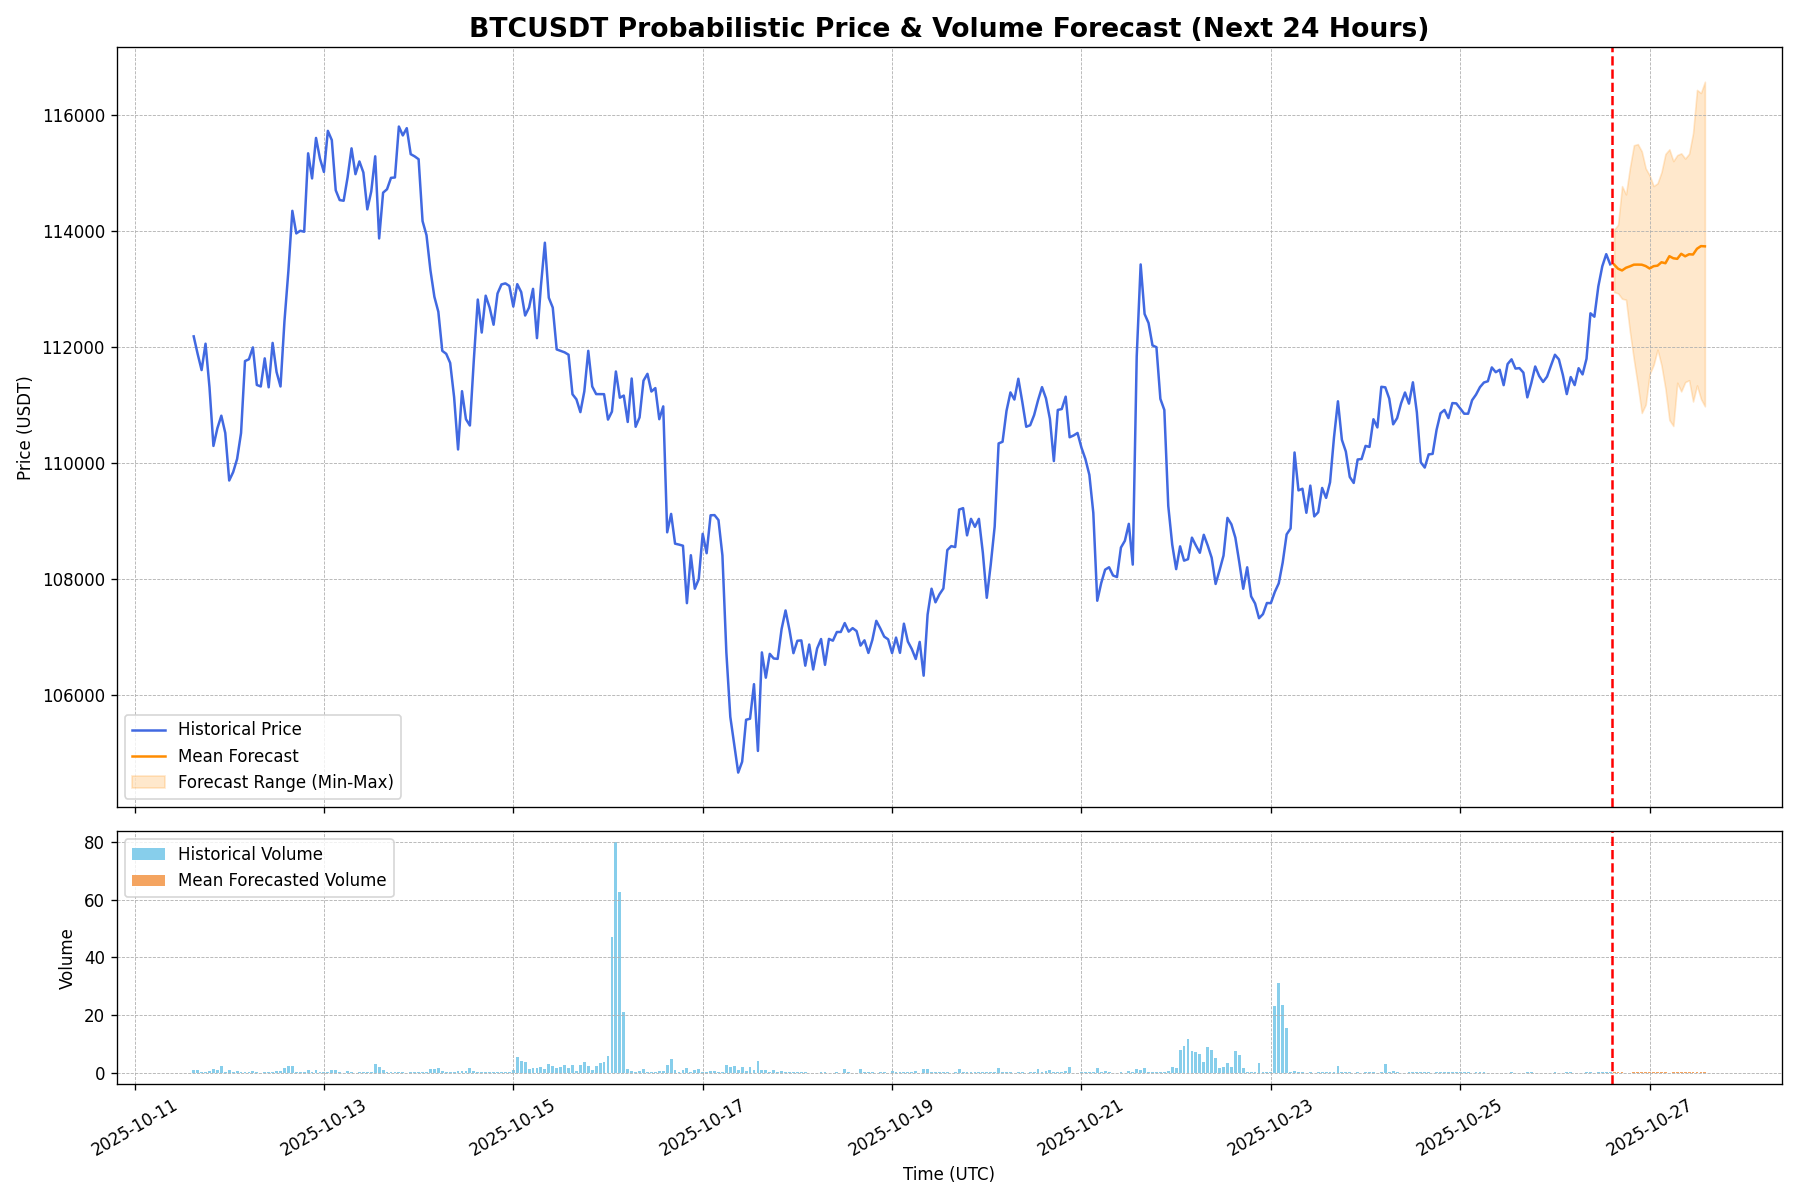 BTCUSDT Probabilistic Price & Volume Forecast (Next 24 Hours)
116000
114000
112000
110000
108000
106000
Price (USDT)
Historical Price
Mean Forecast
Forecast Range (Min-Max)
80
60
40
20
0
Volume
Historical Volume
Mean Forecasted Volume
2025-10-11
2025-10-13
2025-10-15
2025-10-17
2025-10-19
2025-10-21
2025-10-23
2025-10-25
2025-10-27
Time (UTC)